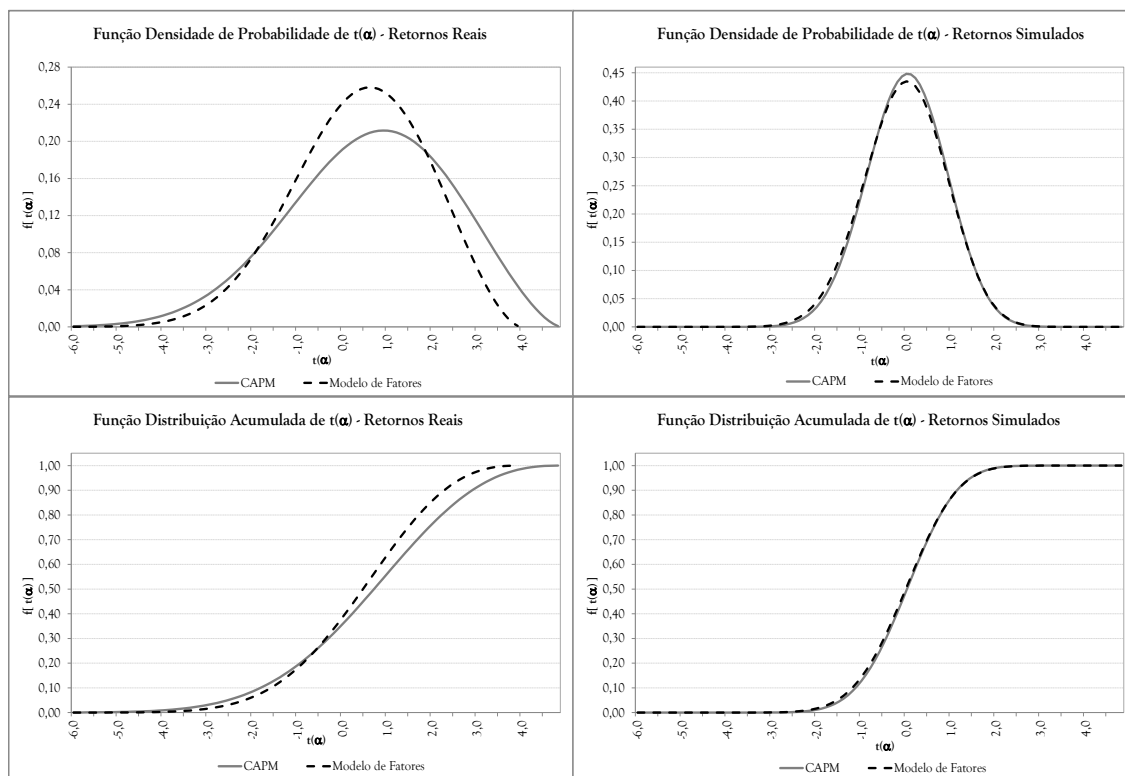 Função Densidade de Probabilidade de t(α) - Retornos Reais
0,28
0,24
0,20
0,16
0,12
0,08
0,04
0,00
f[ t(α) ]
-6,0 -5,0 -4,0 -3,0 -2,0 -1,0 0,0 1,0 2,0 3,0 4,0
t(α)
CAPM Modelo de Fatores
Função Densidade de Probabilidade de t(α) - Retornos Simulados
0,45
0,40
0,35
0,30
0,25
0,20
0,15
0,10
0,05
0,00
f[ t(α) ]
-6,0 -5,0 -4,0 -3,0 -2,0 -1,0 0,0 1,0 2,0 3,0 4,0
t(α)
CAPM Modelo de Fatores
Função Distribuição Acumulada de t(α) - Retornos Reais
1,00
0,90
0,80
0,70
0,60
0,50
0,40
0,30
0,20
0,10
0,00
f[ t(α) ]
-6,0 -5,0 -4,0 -3,0 -2,0 -1,0 0,0 1,0 2,0 3,0 4,0
t(α)
CAPM Modelo de Fatores
Função Distribuição Acumulada de t(α) - Retornos Simulados
1,00
0,90
0,80
0,70
0,60
0,50
0,40
0,30
0,20
0,10
0,00
f[ t(α) ]
-6,0 -5,0 -4,0 -3,0 -2,0 -1,0 0,0 1,0 2,0 3,0 4,0
t(α)
CAPM Modelo de Fatores